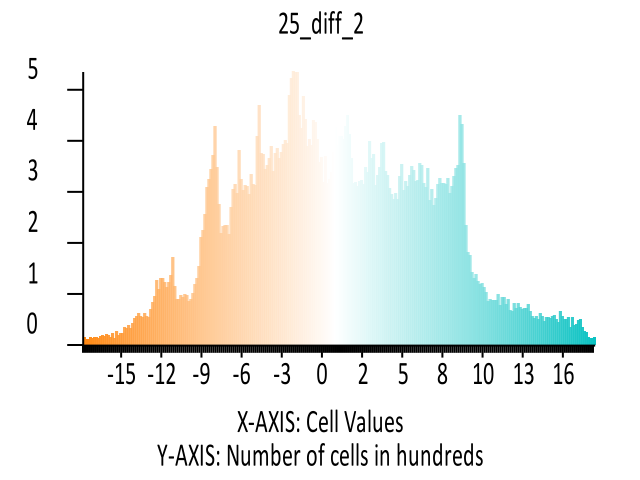 25_diff_2
5
4
3
2
1
0
-15 -12 -9 -6 -3 0 2 5 8 10 13 16
X-AXIS: Cell Values
Y-AXIS: Number of cells in hundreds